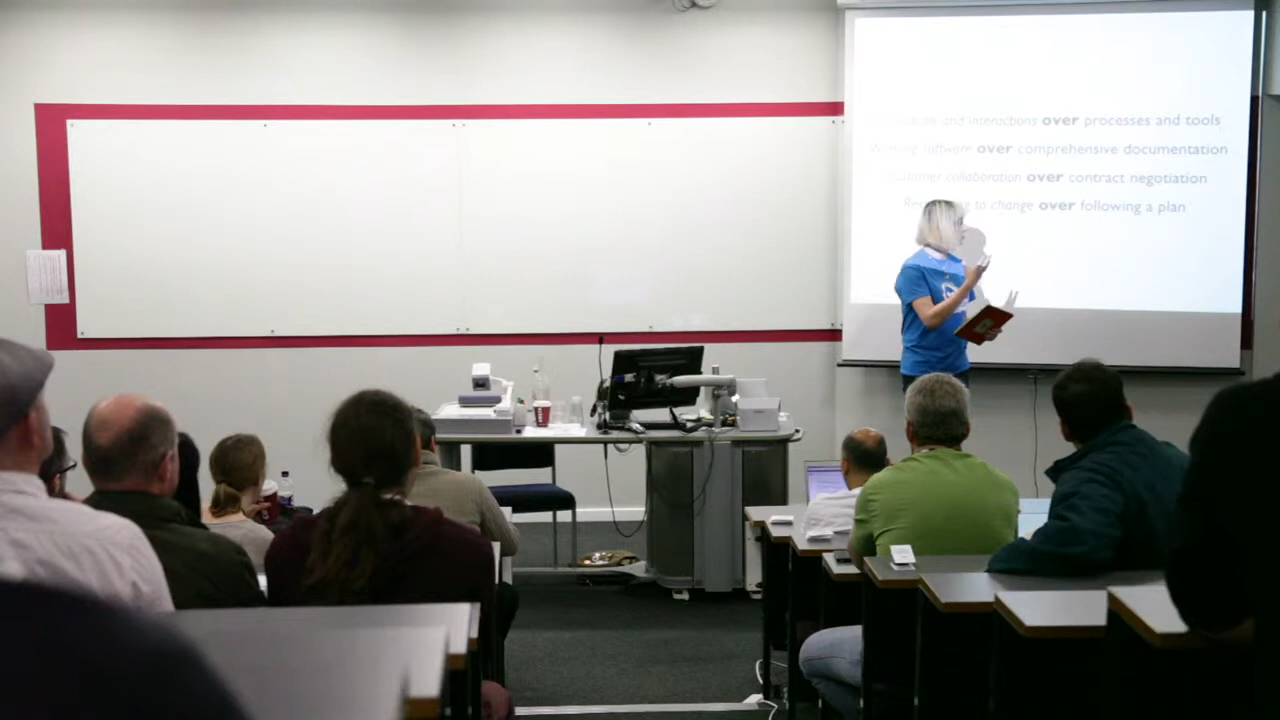 and interactions over processes and tools
Working software over comprehensive documentation
Customer collaboration over contract negotiation
to change over following a plan